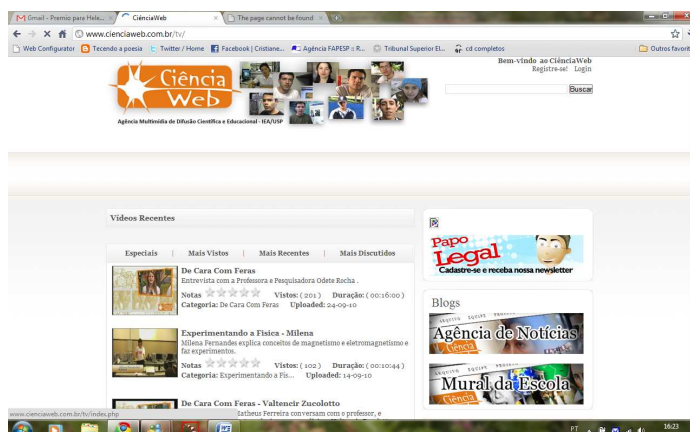 Gmail - Premio para Hele...
CiênciaWeb
The page cannot be found
www.cienciaweb.com.br/tv/
Web Configurator
Tecendo a poesia
Twitter / Home
Facebook | Cristiane...
Agência FAPESP :: R...
Tribunal Superior El...
cd completos
Outros favorit
Bem-vindo ao CiênciaWeb
Registre-se! Login
Buscar
Ciência
Web
Agência Multimídia de Difusão Científica e Educacional - IEA/USP
Vídeos Recentes
Especiais | Mais Vistos | Mais Recentes | Mais Discutidos
De Cara Com Feras
Entrevista com a Professora e Pesquisadora Odete Rocha .
Notas Vistos: ( 201 ) Duração: ( 00:16:00 )
Categoria: De Cara Com Feras Uploaded: 24-09-10
Experimentando a Física - Milena
Milena Fernandes explica conceitos de magnetismo e eletromagnetismo e
faz experimentos.
Notas Vistos: ( 102 ) Duração: ( 00:10:44 )
Categoria: Experimentando a Fís... Uploaded: 14-09-10
De Cara Com Feras - Valtencir Zucolotto
Matheus Ferreira conversam com o professor, e
Papo
Legal
Cadastre-se e receba nossa newsletter
Blogs
ARQUIVO EQUIPE
Agência de Notícias
Ciência
ARQUIVO EQUIPE
Mural da Escola
Ciência
www.cienciaweb.com.br/tv/index.php
PT
16:23